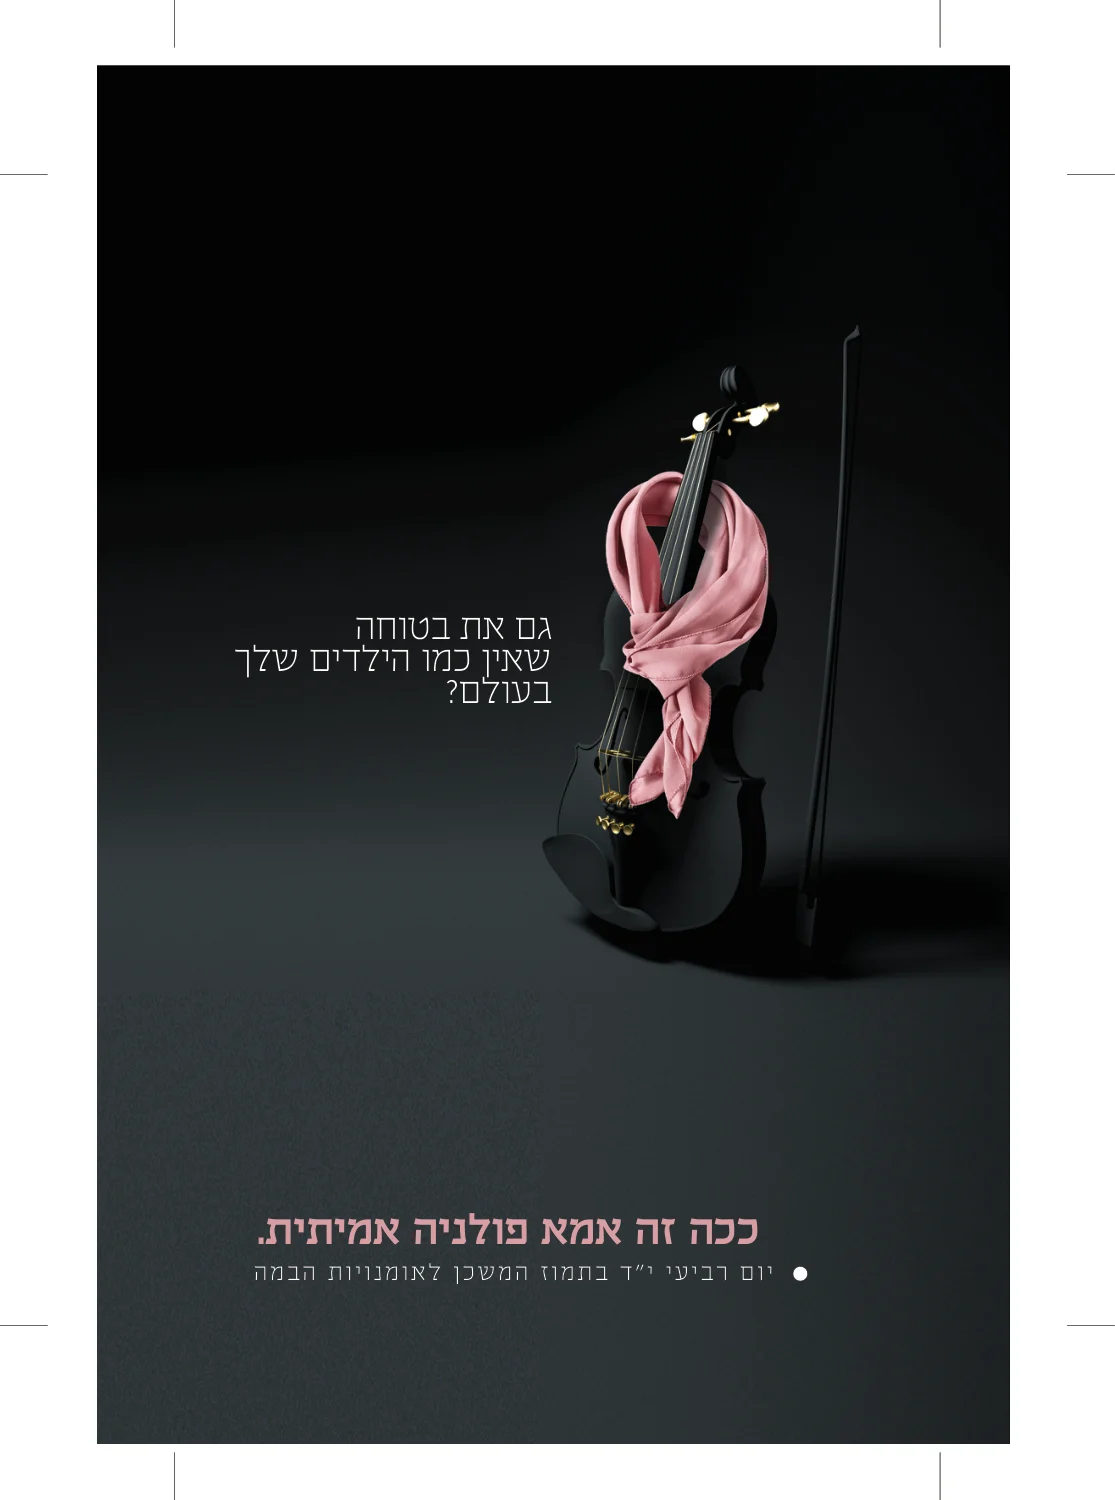 גם את בטוחה
שאין כמו הילדים שלך
בעולם?
ככה זה אמא פולניה אמיתית.
יום רביעי י״ד בתמוז המשכן לאומנויות הבמה